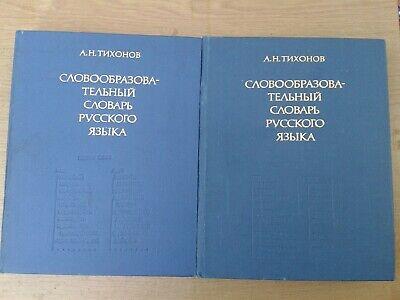 А.Н.ТИХОНОВ
СЛОВООБРАЗОВА-
ТЕЛЬНЫЙ
СЛОВАРЬ
РУССКОГО
ЯЗЫКА
А.Н.ТИХОНОВ
СЛОВООБРАЗОВА-
ТЕЛЬНЫЙ
СЛОВАРЬ
РУССКОГО
ЯЗЫКА